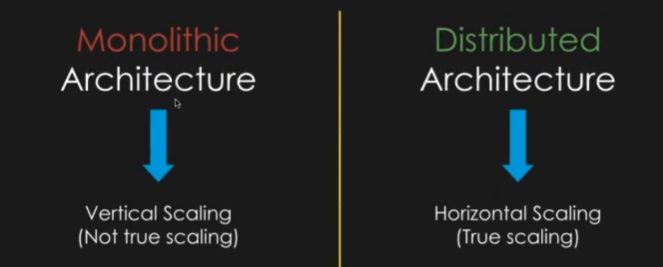 Monolithic
Architecture
Vertical Scaling
(Not true scaling)
Distributed
Architecture
Horizontal Scaling
(True scaling)